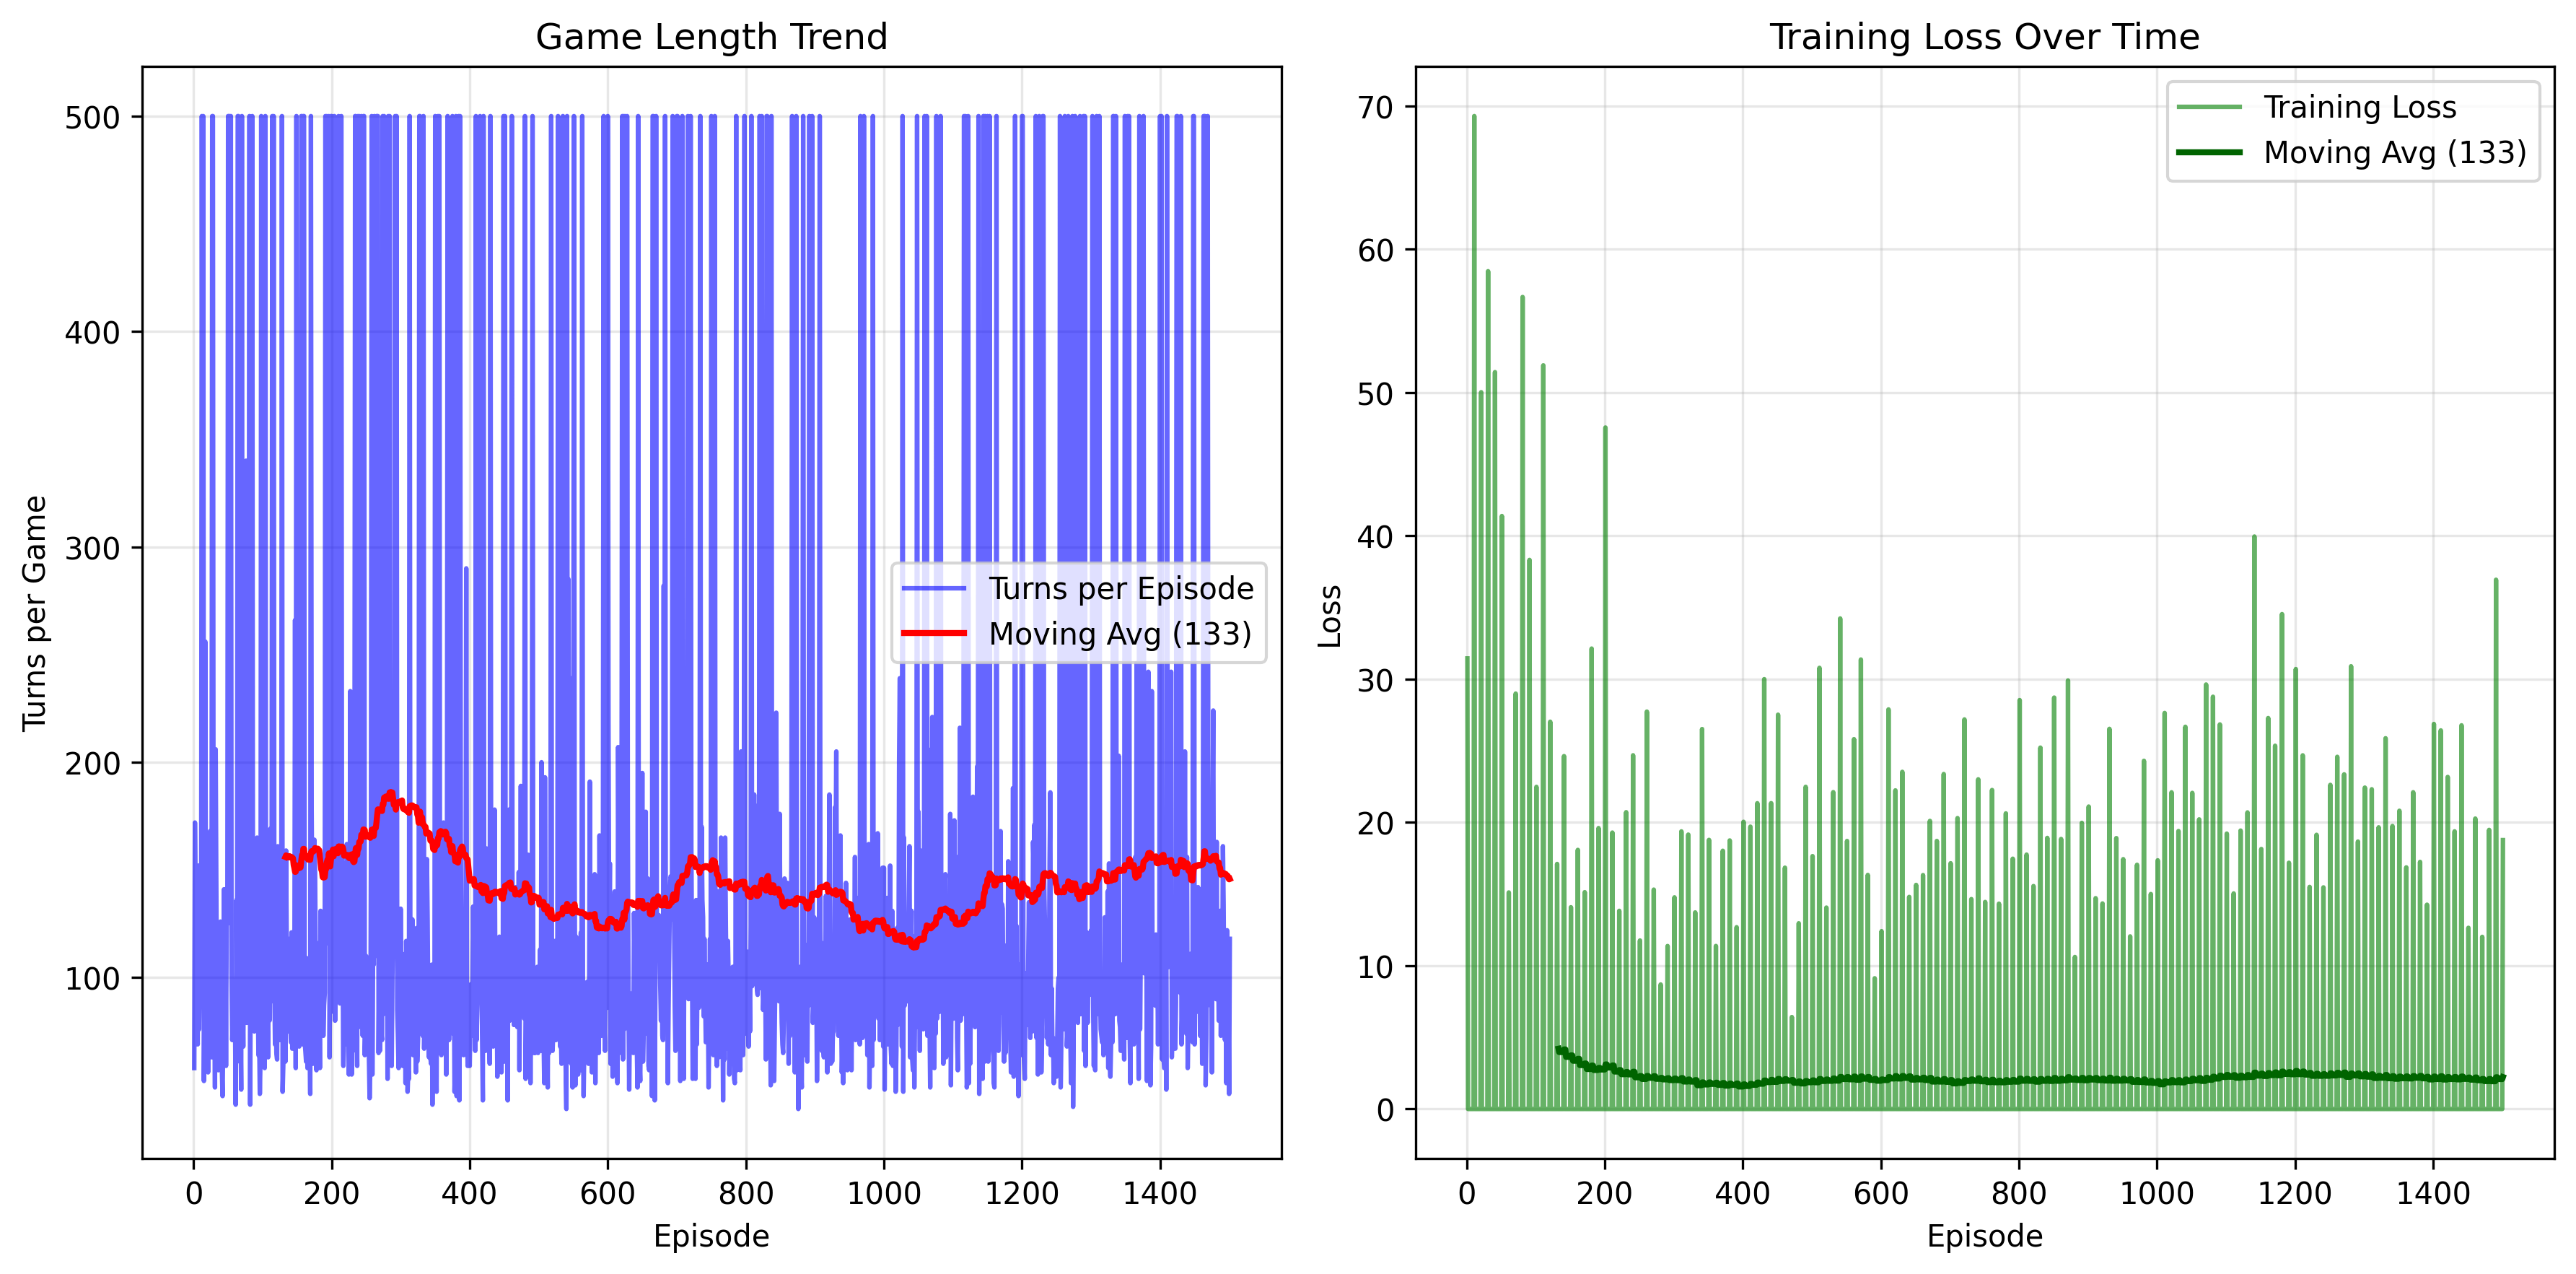 Game Length Trend
Turns per Game
500
400
300
200
100
Turns per Episode
Moving Avg (133)
0 200 400 600 800 1000 1200 1400
Episode
Training Loss Over Time
Loss
70
60
50
40
30
20
10
0
Training Loss
Moving Avg (133)
0 200 400 600 800 1000 1200 1400
Episode